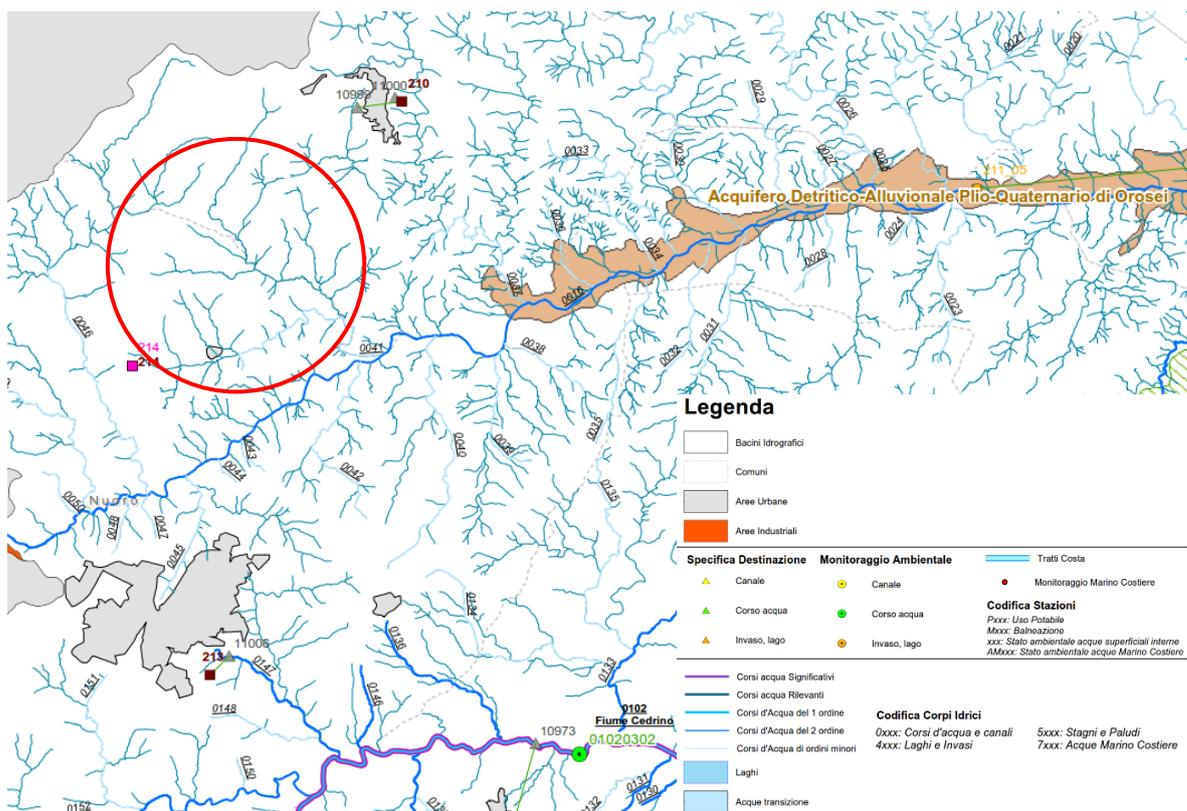 0021
0020
11000 210
10999
0029
0026
0033
0027
211_05
Acquifero Detritico-Alluvionale Plio-Quaternario di Orosei
0024
0034
0028
0037
0016
0023
0046
0031
214
0041
0038
0032
0035
0043
0040
0039
0044
0042
0135
0050
Nuoro
0048
0047
0045
0134
0136
11006
213
0147
0133
0151
0146
0148
0102
Fiume Cedrino
10973
01020302
0150
0131
0130
0152
0132
Legenda
Bacini Idrografici
Comuni
Aree Urbane
Aree Industriali
Specifica Destinazione
Canale
Corso acqua
Invaso, lago
Monitoraggio Ambientale
Canale
Corso acqua
Invaso, lago
Tratti Costa
Monitoraggio Marino Costiere
Codifica Stazioni
Pxxx: Uso Potabile
Mxxx: Balneazione
xxx: Stato ambientale acque superficiali interne
AMxxx: Stato ambientale acque Marino Costiere
Corsi acqua Significativi
Corsi acqua Rilevanti
Corsi d'Acqua del 1 ordine
Corsi d'Acqua del 2 ordine
Corsi d'Acqua di ordini minori
Laghi
Acque transizione
Codifica Corpi Idrici
0xxx: Corsi d'acqua e canali
4xxx: Laghi e Invasi
5xxx: Stagni e Paludi
7xxx: Acque Marino Costiere